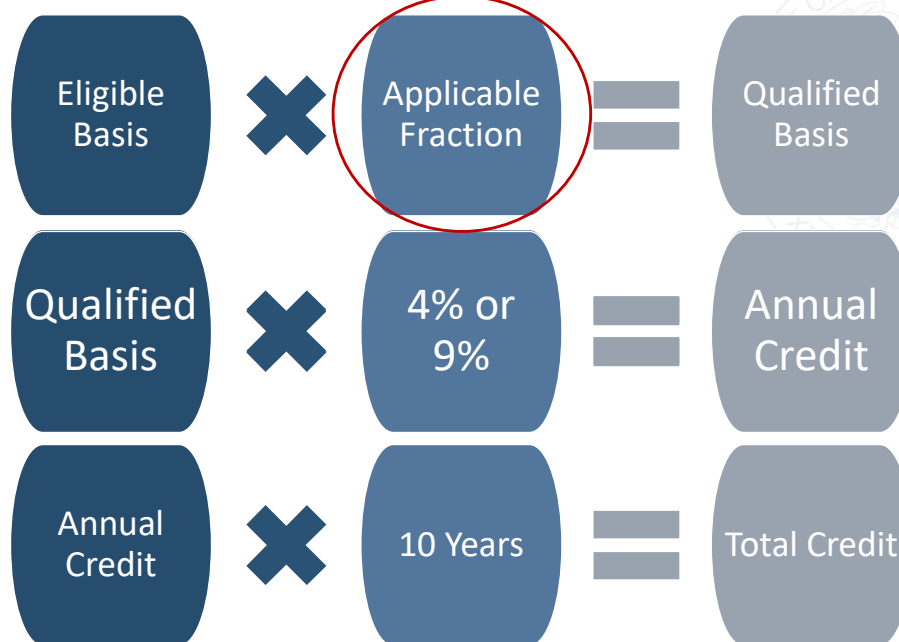 Eligible
Basis
Applicable
Fraction
Qualified
Basis
Qualified
Basis
4% or
9%
Annual
Credit
Annual
Credit
10 Years
Total Credit